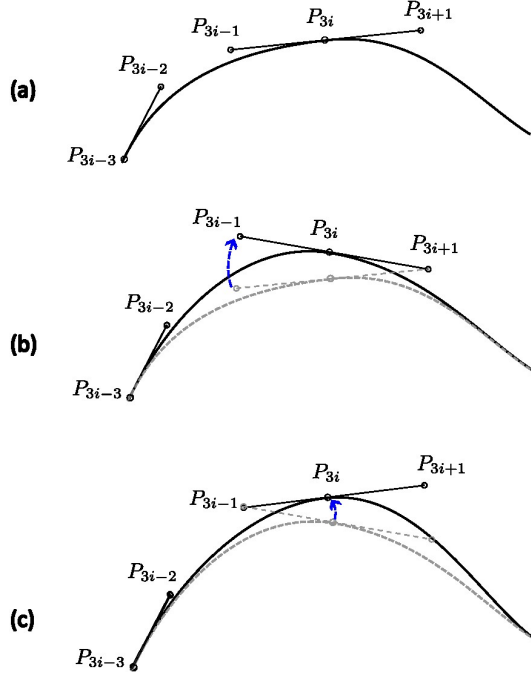 P_{3i-1} P_{3i} P_{3i+1}
P_{3i-2}
(a)
P_{3i-3}
P_{3i-1} P_{3i}
P_{3i+1}
P_{3i-2}
(b)
P_{3i-3}
P_{3i} P_{3i+1}
P_{3i-1}
P_{3i-2}
(c)
P_{3i-3}